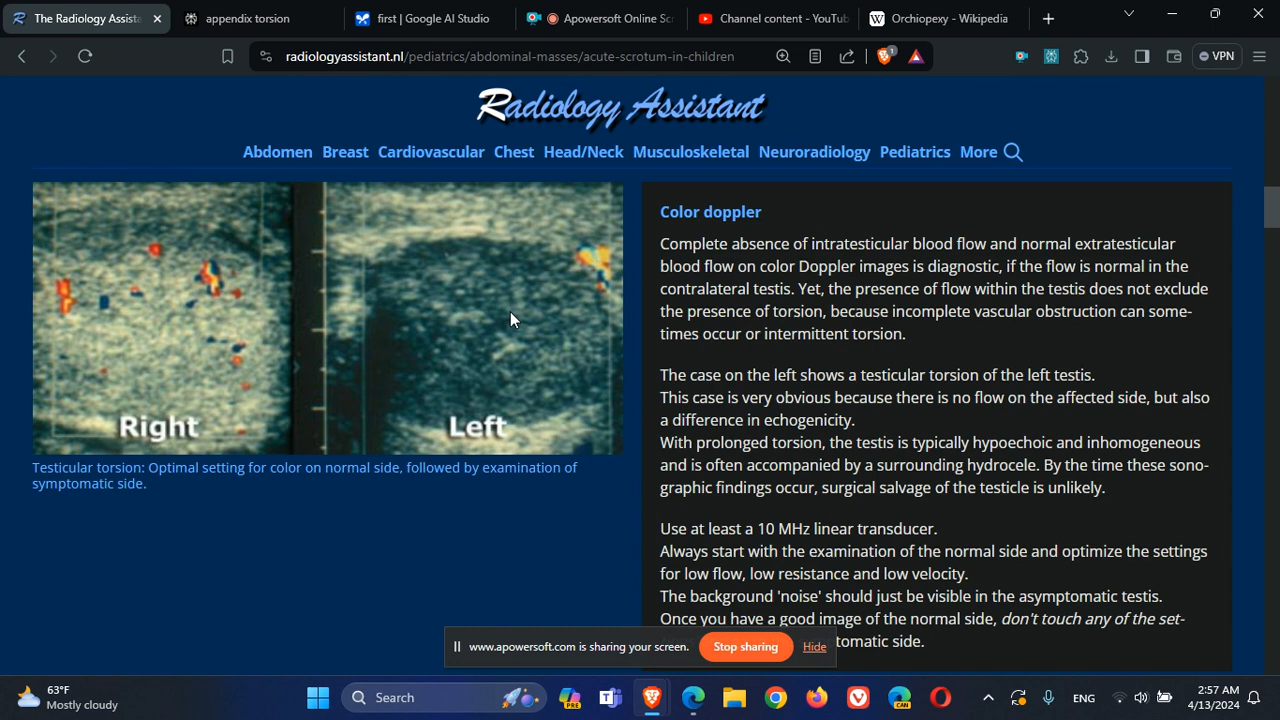 The Radiology Assista
appendix torsion
first | Google AI Studio
Apowersoft Online Scr
Channel content - YouTub
Orchiopexy - Wikipedia
radiologyassistant.nl/pediatrics/abdominal-masses/acute-scrotum-in-children
1
VPN
Radiology Assistant
Abdomen Breast Cardiovascular Chest Head/Neck Musculoskeletal Neuroradiology Pediatrics More
Right
Left
Testicular torsion: Optimal setting for color on normal side, followed by examination of
symptomatic side.
Color doppler
Complete absence of intratesticular blood flow and normal extratesticular
blood flow on color Doppler images is diagnostic, if the flow is normal in the
contralateral testis. Yet, the presence of flow within the testis does not exclude
the presence of torsion, because incomplete vascular obstruction can some-
times occur or intermittent torsion.
The case on the left shows a testicular torsion of the left testis.
This case is very obvious because there is no flow on the affected side, but also
a difference in echogenicity.
With prolonged torsion, the testis is typically hypoechoic and inhomogeneous
and is often accompanied by a surrounding hydrocele. By the time these sono-
graphic findings occur, surgical salvage of the testicle is unlikely.
Use at least a 10 MHz linear transducer.
Always start with the examination of the normal side and optimize the settings
for low flow, low resistance and low velocity.
The background 'noise' should just be visible in the asymptomatic testis.
Once you have a good image of the normal side, don't touch any of the set-
tomatic side.
www.apowersoft.com is sharing your screen.
Stop sharing
Hide
63°F
Mostly cloudy
Search
PRE
CAN
ENG
2:57 AM
4/13/2024